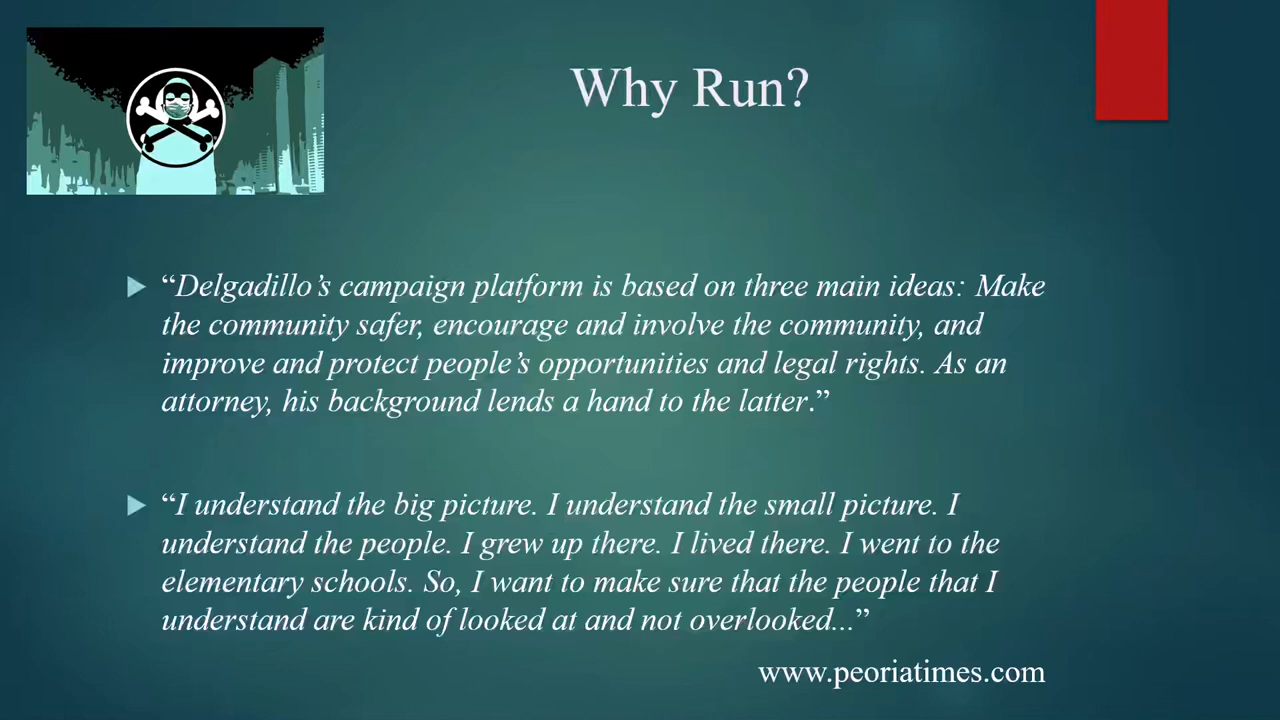 Why Run?
“Delgadillo’s campaign platform is based on three main ideas: Make
the community safer, encourage and involve the community, and
improve and protect people’s opportunities and legal rights. As an
attorney, his background lends a hand to the latter.”
“I understand the big picture. I understand the small picture. I
understand the people. I grew up there. I lived there. I went to the
elementary schools. So, I want to make sure that the people that I
understand are kind of looked at and not overlooked...”
www.peoriatimes.com